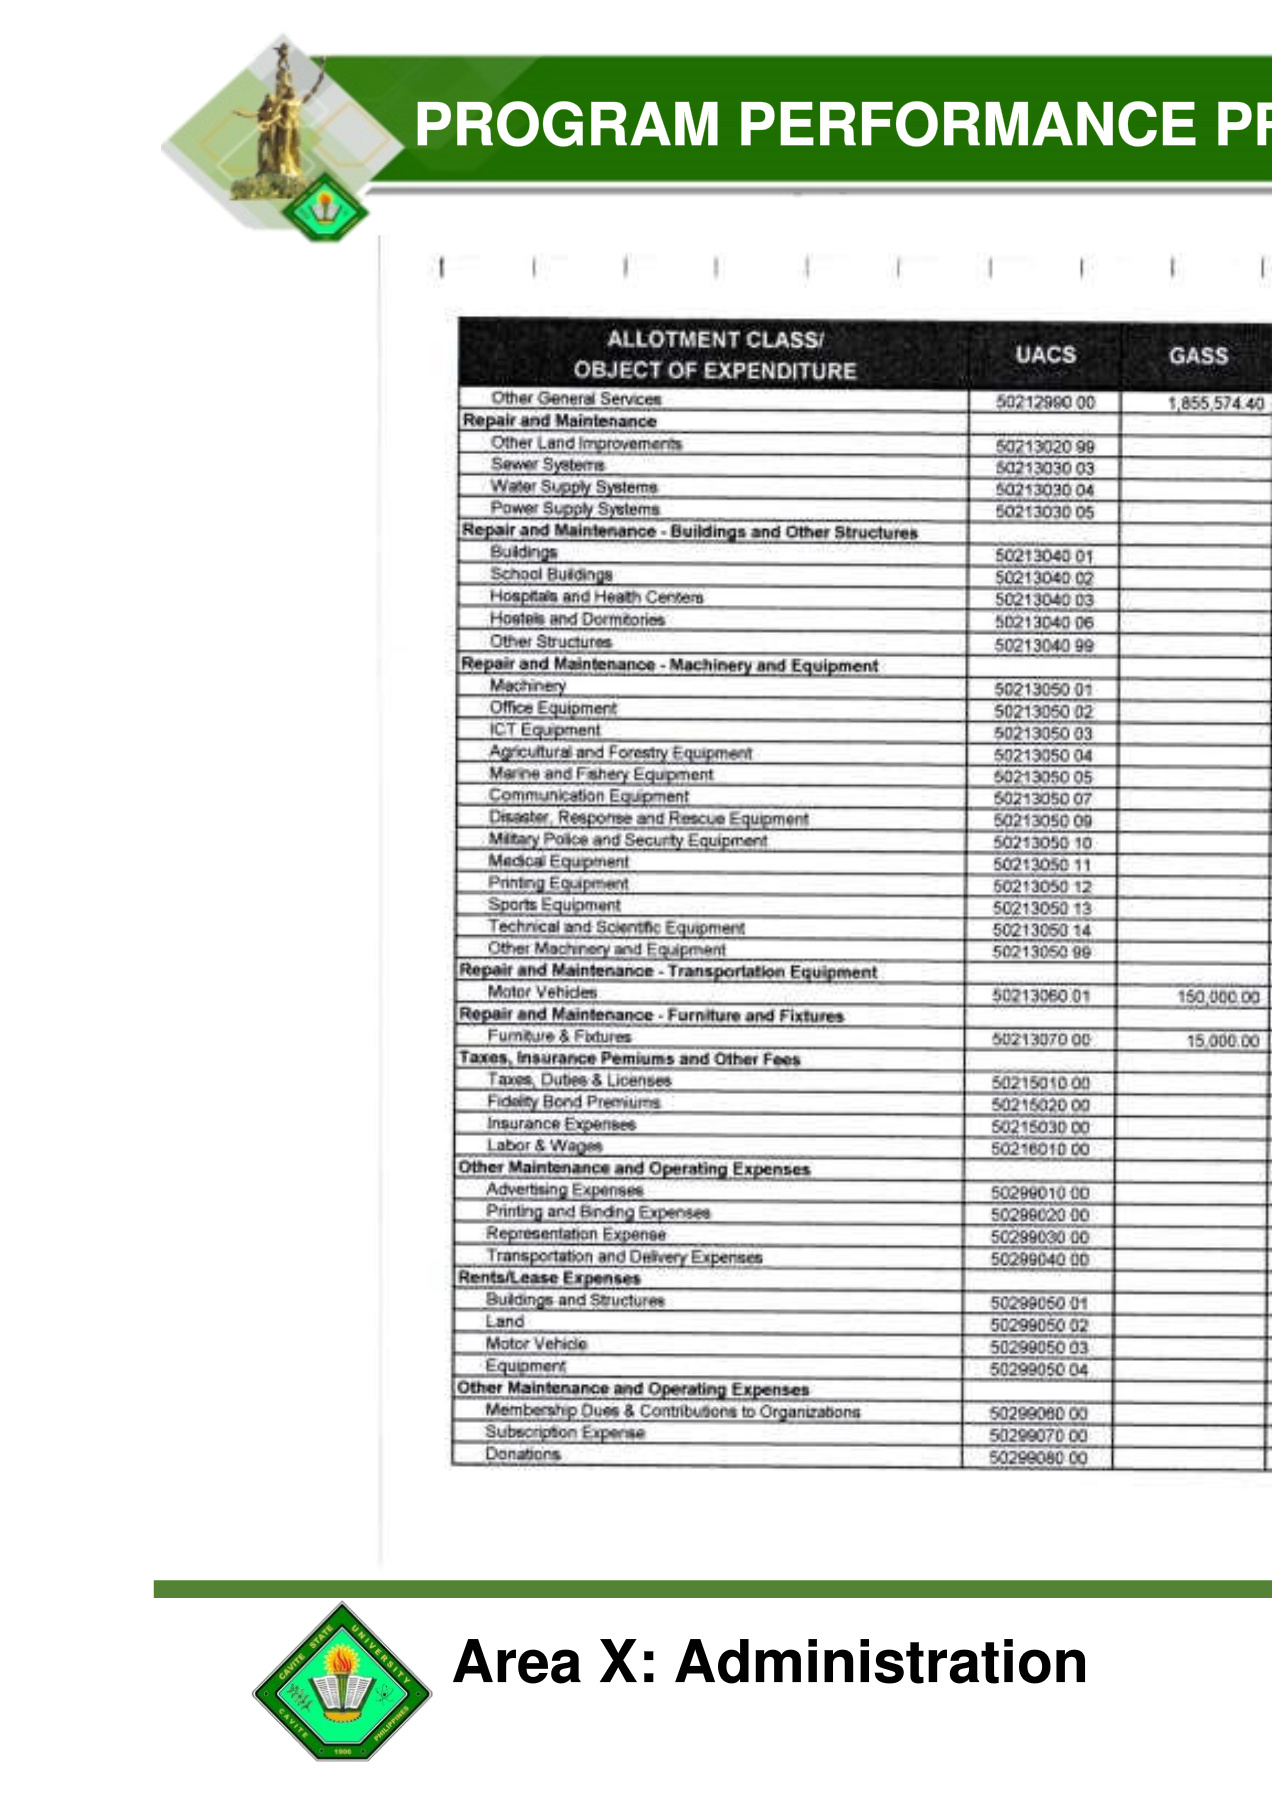 PROGRAM PERFORMANCE PR
ALLOTMENT CLASS/
OBJECT OF EXPENDITURE UACS GASS
Other General Services 50212990 00 1,855,574.40
Repair and Maintenance
Other Land Improvements 50213020 99
Sewer Systems 50213030 03
Water Supply Systems 50213030 04
Power Supply Systems 50213030 05
Repair and Maintenance - Buildings and Other Structures
Buildings 50213040 01
School Buildings 50213040 02
Hospitals and Health Centers 50213040 03
Hostels and Dormitories 50213040 06
Other Structures 50213040 99
Repair and Maintenance - Machinery and Equipment
Machinery 50213050 01
Office Equipment 50213050 02
ICT Equipment 50213050 03
Agricultural and Forestry Equipment 50213050 04
Marine and Fishery Equipment 50213050 05
Communication Equipment 50213050 07
Disaster, Response and Rescue Equipment 50213050 09
Military Police and Security Equipment 50213050 10
Medical Equipment 50213050 11
Printing Equipment 50213050 12
Sports Equipment 50213050 13
Technical and Scientific Equipment 50213050 14
Other Machinery and Equipment 50213050 99
Repair and Maintenance - Transportation Equipment
Motor Vehicles 50213060 01 150,000.00
Repair and Maintenance - Furniture and Fixtures
Furniture & Fixtures 50213070 00 15,000.00
Taxes, Insurance Pemiums and Other Fees
Taxes, Duties & Licenses 50215010 00
Fidelity Bond Premiums 50215020 00
Insurance Expenses 50215030 00
Labor & Wages 50216010 00
Other Maintenance and Operating Expenses
Advertising Expenses 50299010 00
Printing and Binding Expenses 50299020 00
Representation Expense 50299030 00
Transportation and Delivery Expenses 50299040 00
Rents/Lease Expenses
Buildings and Structures 50299050 01
Land 50299050 02
Motor Vehicle 50299050 03
Equipment 50299050 04
Other Maintenance and Operating Expenses
Membership Dues & Contributions to Organizations 50299060 00
Subscription Expense 50299070 00
Donations 50299080 00
CAVITE STATE UNIVERSITY
CAVITE 1906 PHILIPPINES
Area X: Administration